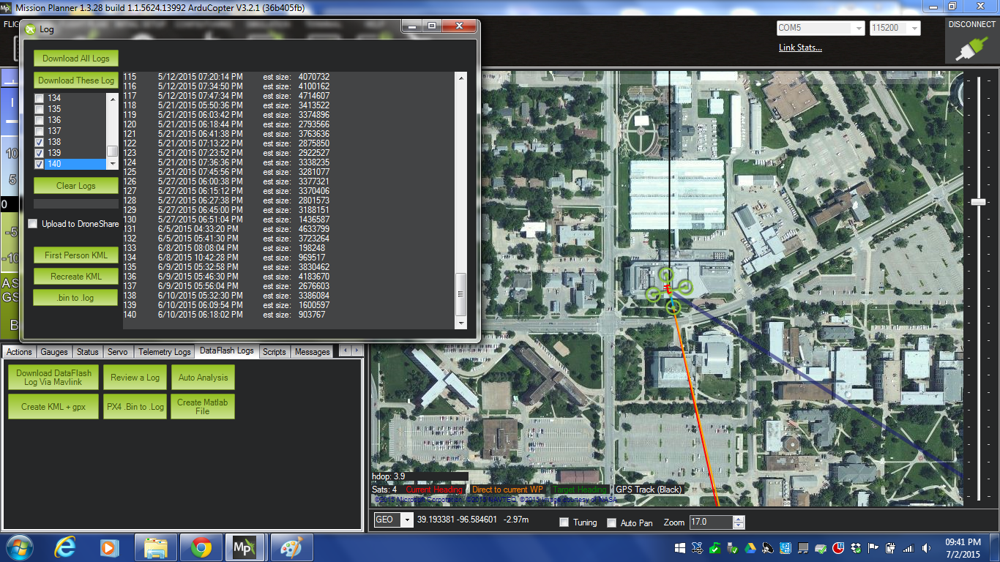 Mission Planner 1.3.28 build 1.1.5624.13992 ArduCopter V3.2.1 (36b405fb)
Log
COM5 115200 DISCONNECT
Link Stats...
Download All Logs
Download These Log
134
135
136
137
138
139
140
Clear Logs
Upload to DroneShare
First Person KML
Recreate KML
.bin to .log
115 5/12/2015 07:20:14 PM est size: 4070732
116 5/12/2015 07:34:50 PM est size: 4100162
117 5/12/2015 07:47:34 PM est size: 4714607
118 5/21/2015 05:50:36 PM est size: 3413522
119 5/21/2015 06:03:42 PM est size: 3374896
120 5/21/2015 06:18:44 PM est size: 2793566
121 5/21/2015 06:41:38 PM est size: 3763636
122 5/21/2015 07:13:22 PM est size: 2875850
123 5/21/2015 07:23:52 PM est size: 2922527
124 5/21/2015 07:36:36 PM est size: 3338235
125 5/21/2015 07:45:56 PM est size: 3281077
126 5/27/2015 06:00:38 PM est size: 3377321
127 5/27/2015 06:15:12 PM est size: 3370406
128 5/27/2015 06:27:38 PM est size: 2801573
129 5/27/2015 06:45:00 PM est size: 3188151
130 5/27/2015 06:51:04 PM est size: 1436587
131 6/5/2015 04:33:20 PM est size: 4633799
132 6/5/2015 05:41:30 PM est size: 3723264
133 6/8/2015 08:08:04 PM est size: 198248
134 6/8/2015 10:42:28 PM est size: 969517
135 6/9/2015 05:32:58 PM est size: 3830462
136 6/9/2015 05:46:30 PM est size: 4183670
137 6/9/2015 05:56:04 PM est size: 2676603
138 6/10/2015 05:32:30 PM est size: 3386084
139 6/10/2015 06:09:54 PM est size: 1600597
140 6/10/2015 06:18:02 PM est size: 903767
10
5
0
-5
-10
AS
GS
B
Actions Gauges Status Servo Telemetry Logs DataFlash Logs Scripts Messages
Download DataFlash
Log Via Mavlink
Review a Log
Auto Analysis
Create KML + gpx
PX4 .Bin to .Log
Create Matlab
File
hdop: 3.9
Sats: 4 Current Heading Direct to current WP Target Heading GPS Track (Black)
©2015 Microsoft Corporation, ©2015 NAVTEQ, ©2015 Image courtesy of NASA
GEO 39.193381 -96.584601 -2.97m Tuning Auto Pan Zoom 17.0
09:41 PM
7/2/2015